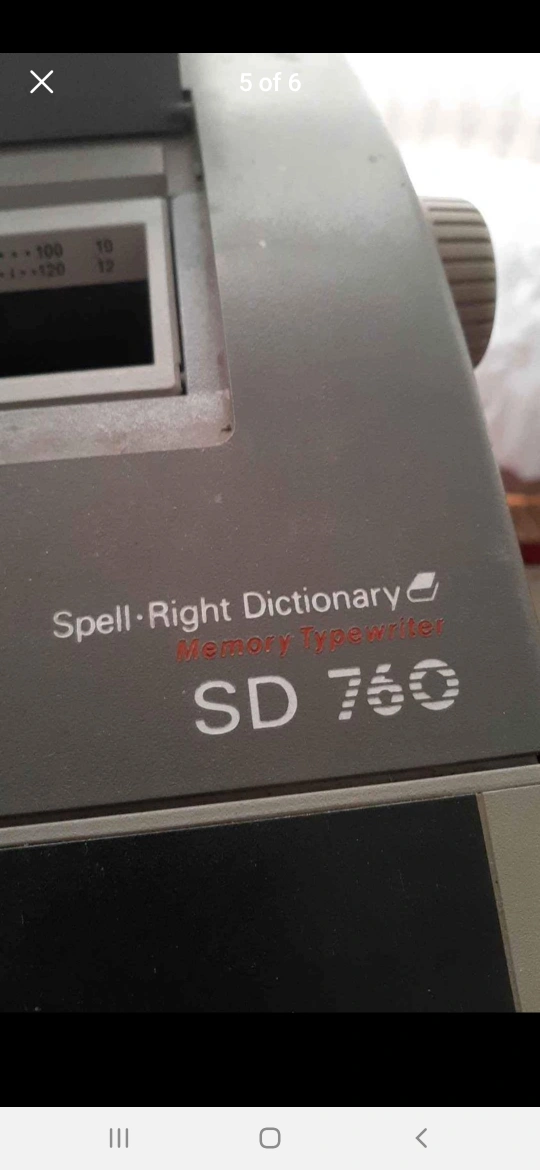 5 of 6
100 10
120 12
Spell·Right Dictionary
Memory Typewriter
SD 760